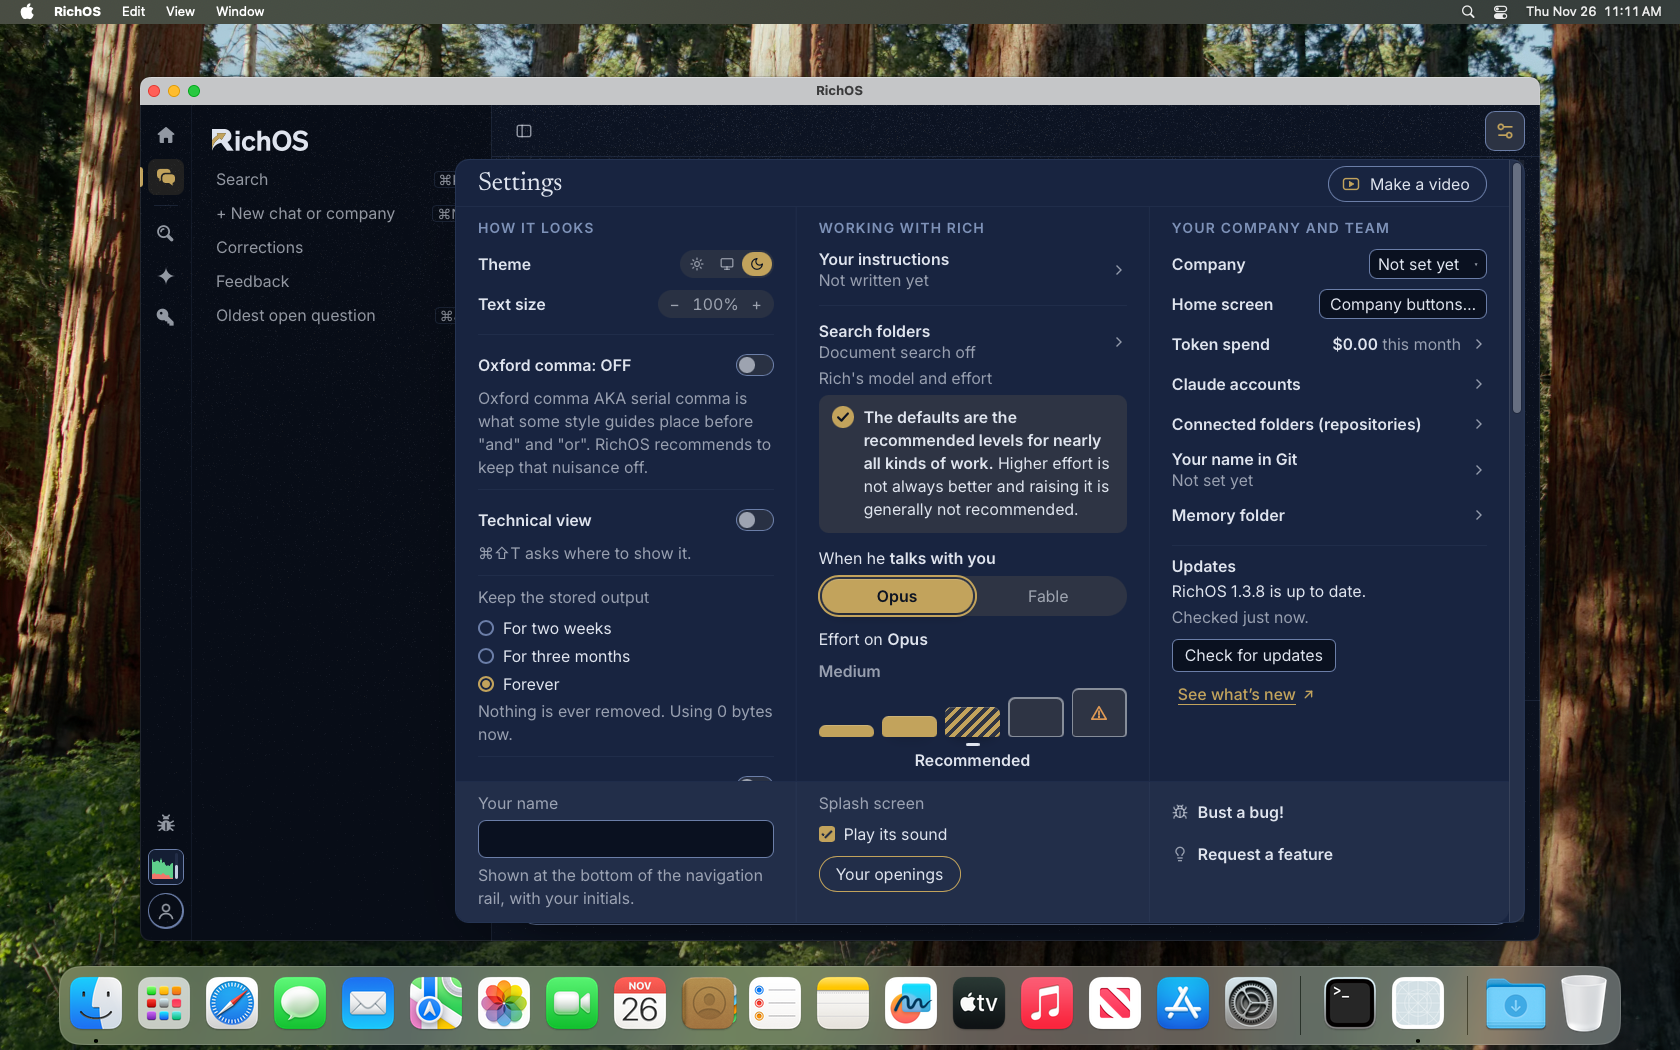 RichOS Edit View Window
Thu Nov 26 11:11 AM
RichOS
RichOS
Search
+ New chat or company
Corrections
Feedback
Oldest open question
Settings
Make a video
HOW IT LOOKS
Theme
Text size
− 100% +
Oxford comma: OFF
Oxford comma AKA serial comma is
what some style guides place before
"and" and "or". RichOS recommends to
keep that nuisance off.
Technical view
⌘⇧T asks where to show it.
Keep the stored output
For two weeks
For three months
Forever
Nothing is ever removed. Using 0 bytes
now.
Your name
Shown at the bottom of the navigation
rail, with your initials.
WORKING WITH RICH
Your instructions
Not written yet
Search folders
Document search off
Rich's model and effort
The defaults are the
recommended levels for nearly
all kinds of work. Higher effort is
not always better and raising it is
generally not recommended.
When he talks with you
Opus
Fable
Effort on Opus
Medium
Recommended
Splash screen
Play its sound
Your openings
YOUR COMPANY AND TEAM
Company
Not set yet
Home screen
Company buttons...
Token spend
$0.00 this month
Claude accounts
Connected folders (repositories)
Your name in Git
Not set yet
Memory folder
Updates
RichOS 1.3.8 is up to date.
Checked just now.
Check for updates
See what's new ↗
Bust a bug!
Request a feature
NOV
26
tv
>_